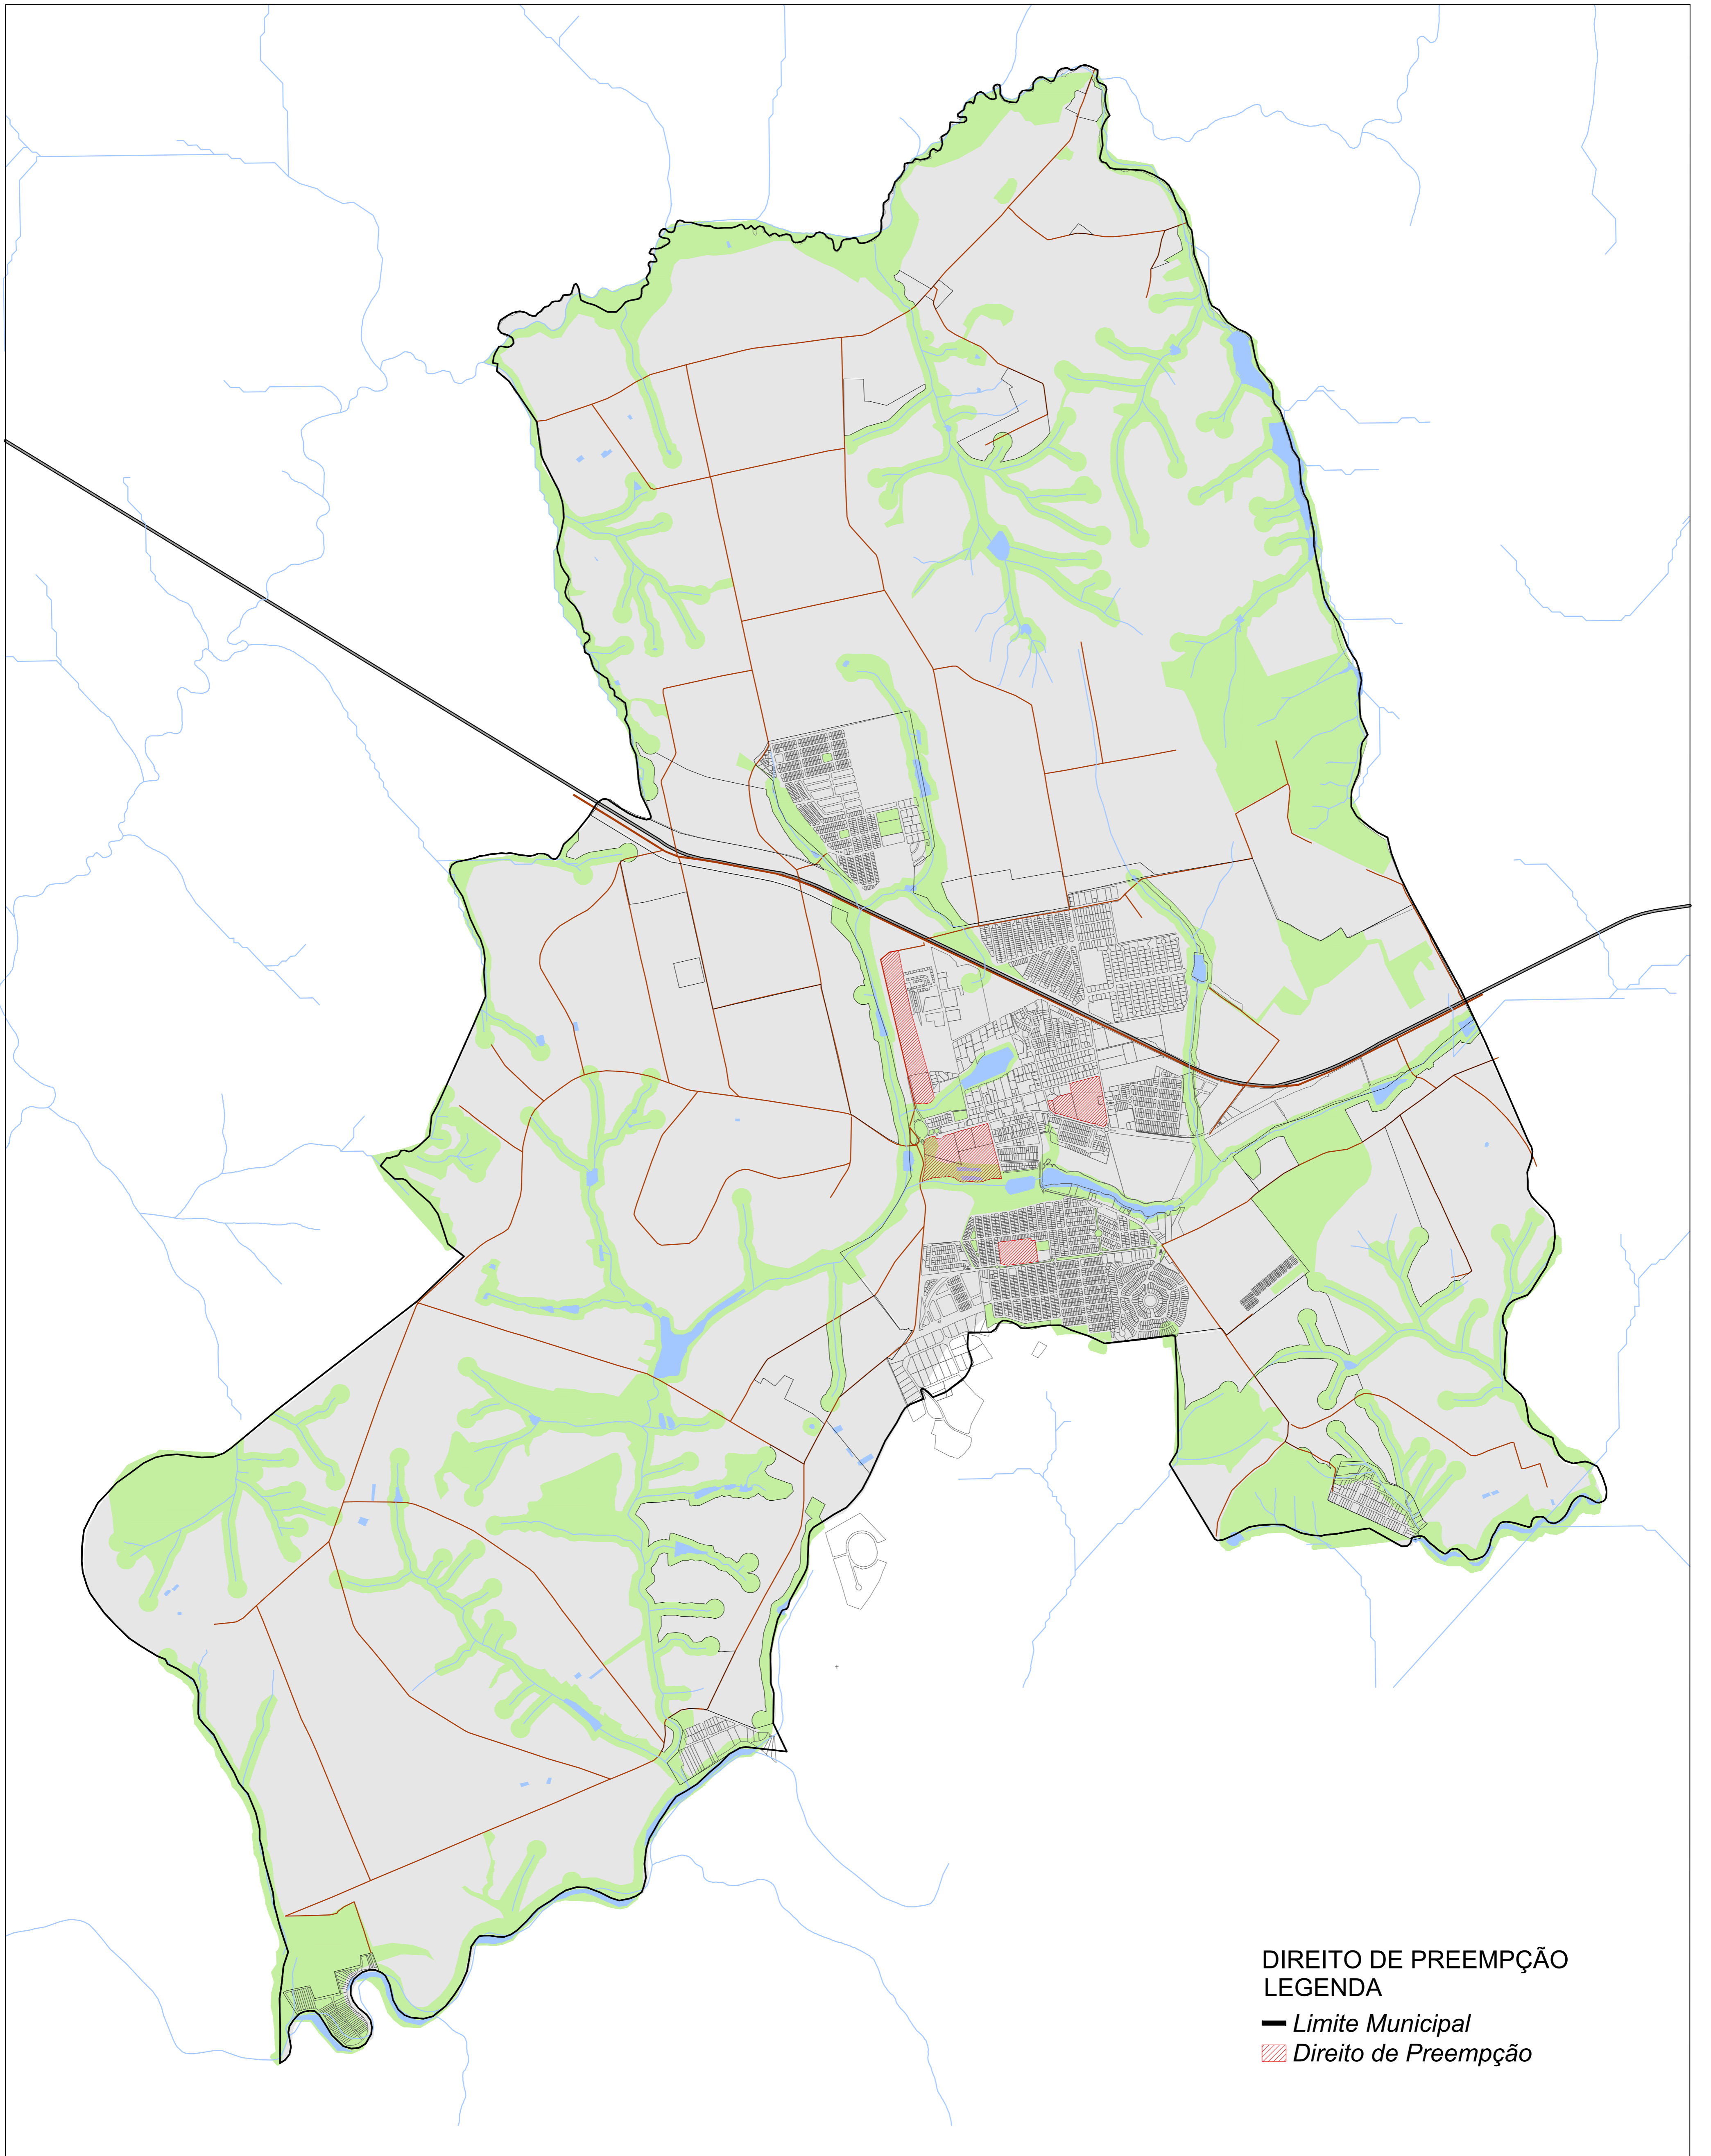 DIREITO DE PREEMPÇÃO
LEGENDA
Limite Municipal
Direito de Preempção